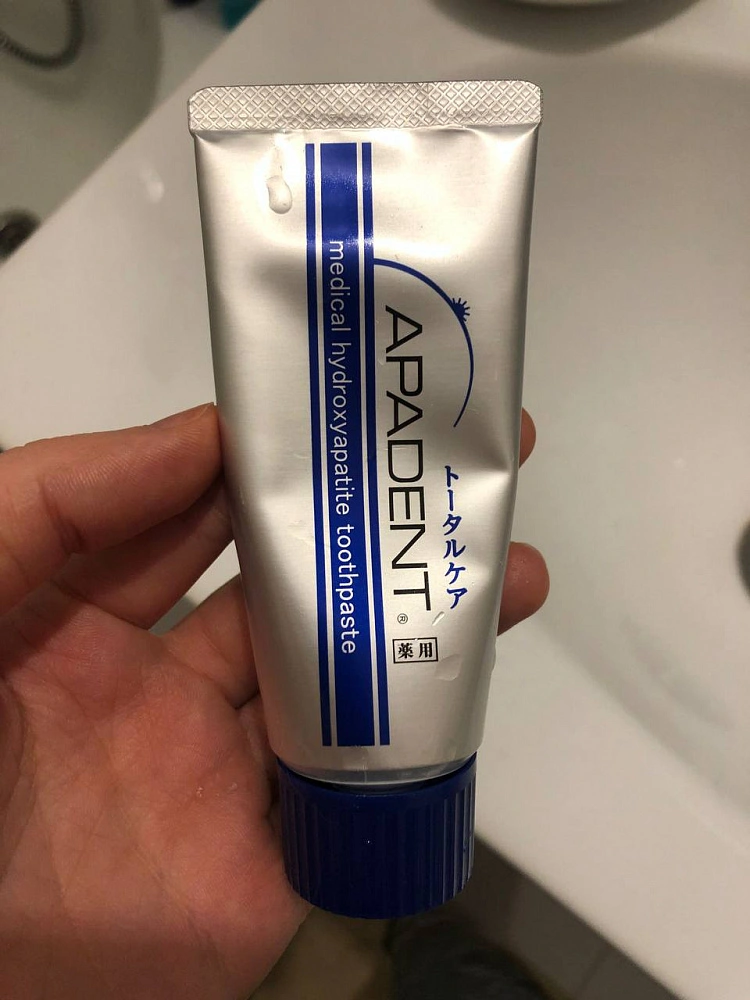 トータルケア
APADENT®
薬用
medical hydroxyapatite toothpaste